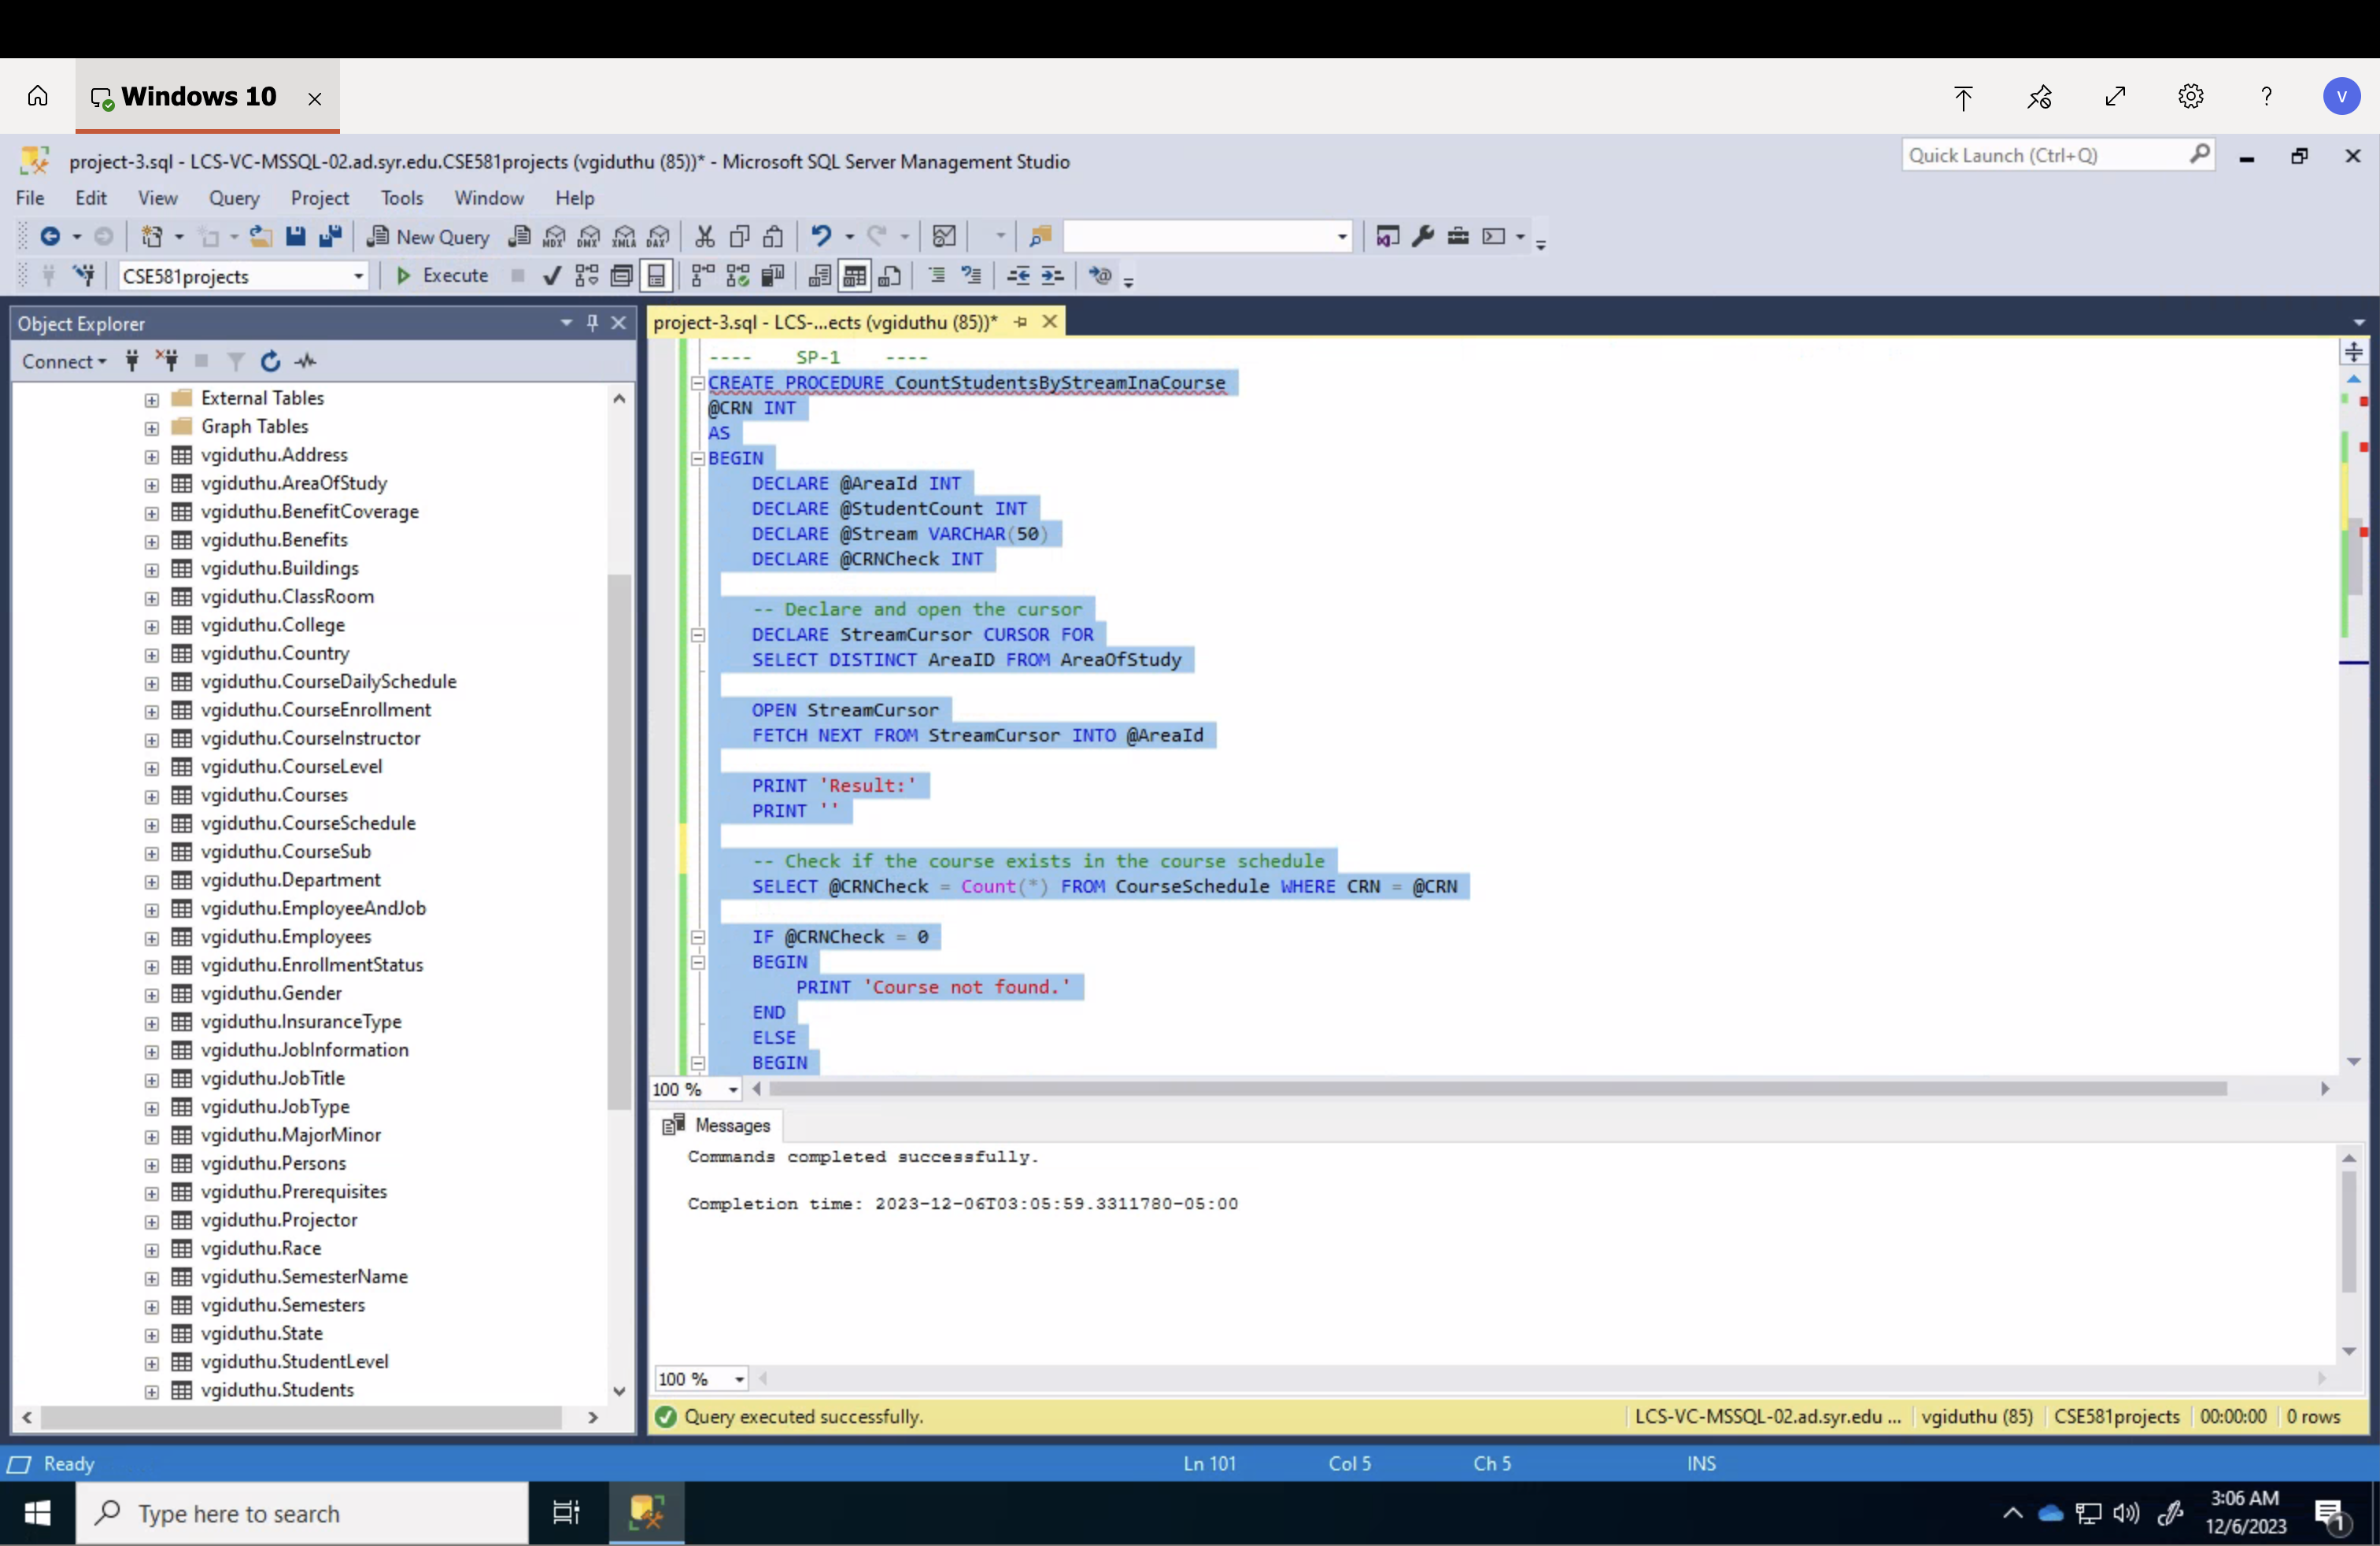 Windows 10
V
project-3.sql - LCS-VC-MSSQL-02.ad.syr.edu.CSE581projects (vgiduthu (85))* - Microsoft SQL Server Management Studio
Quick Launch (Ctrl+Q)
File Edit View Query Project Tools Window Help
New Query MDX DMX XMLA DAX
CSE581projects Execute
Object Explorer
Connect
External Tables
Graph Tables
vgiduthu.Address
vgiduthu.AreaOfStudy
vgiduthu.BenefitCoverage
vgiduthu.Benefits
vgiduthu.Buildings
vgiduthu.ClassRoom
vgiduthu.College
vgiduthu.Country
vgiduthu.CourseDailySchedule
vgiduthu.CourseEnrollment
vgiduthu.CourseInstructor
vgiduthu.CourseLevel
vgiduthu.Courses
vgiduthu.CourseSchedule
vgiduthu.CourseSub
vgiduthu.Department
vgiduthu.EmployeeAndJob
vgiduthu.Employees
vgiduthu.EnrollmentStatus
vgiduthu.Gender
vgiduthu.InsuranceType
vgiduthu.JobInformation
vgiduthu.JobTitle
vgiduthu.JobType
vgiduthu.MajorMinor
vgiduthu.Persons
vgiduthu.Prerequisites
vgiduthu.Projector
vgiduthu.Race
vgiduthu.SemesterName
vgiduthu.Semesters
vgiduthu.State
vgiduthu.StudentLevel
vgiduthu.Students
project-3.sql - LCS-...ects (vgiduthu (85))*
---- SP-1 ----
CREATE PROCEDURE CountStudentsByStreamInaCourse
@CRN INT
AS
BEGIN
DECLARE @AreaId INT
DECLARE @StudentCount INT
DECLARE @Stream VARCHAR(50)
DECLARE @CRNCheck INT
-- Declare and open the cursor
DECLARE StreamCursor CURSOR FOR
SELECT DISTINCT AreaID FROM AreaOfStudy
OPEN StreamCursor
FETCH NEXT FROM StreamCursor INTO @AreaId
PRINT 'Result:'
PRINT ''
-- Check if the course exists in the course schedule
SELECT @CRNCheck = Count(*) FROM CourseSchedule WHERE CRN = @CRN
IF @CRNCheck = 0
BEGIN
PRINT 'Course not found.'
END
ELSE
BEGIN
100 %
Messages
Commands completed successfully.
Completion time: 2023-12-06T03:05:59.3311780-05:00
100 %
Query executed successfully.
LCS-VC-MSSQL-02.ad.syr.edu ... vgiduthu (85) CSE581projects 00:00:00 0 rows
Ready Ln 101 Col 5 Ch 5 INS
Type here to search
3:06 AM
12/6/2023
1